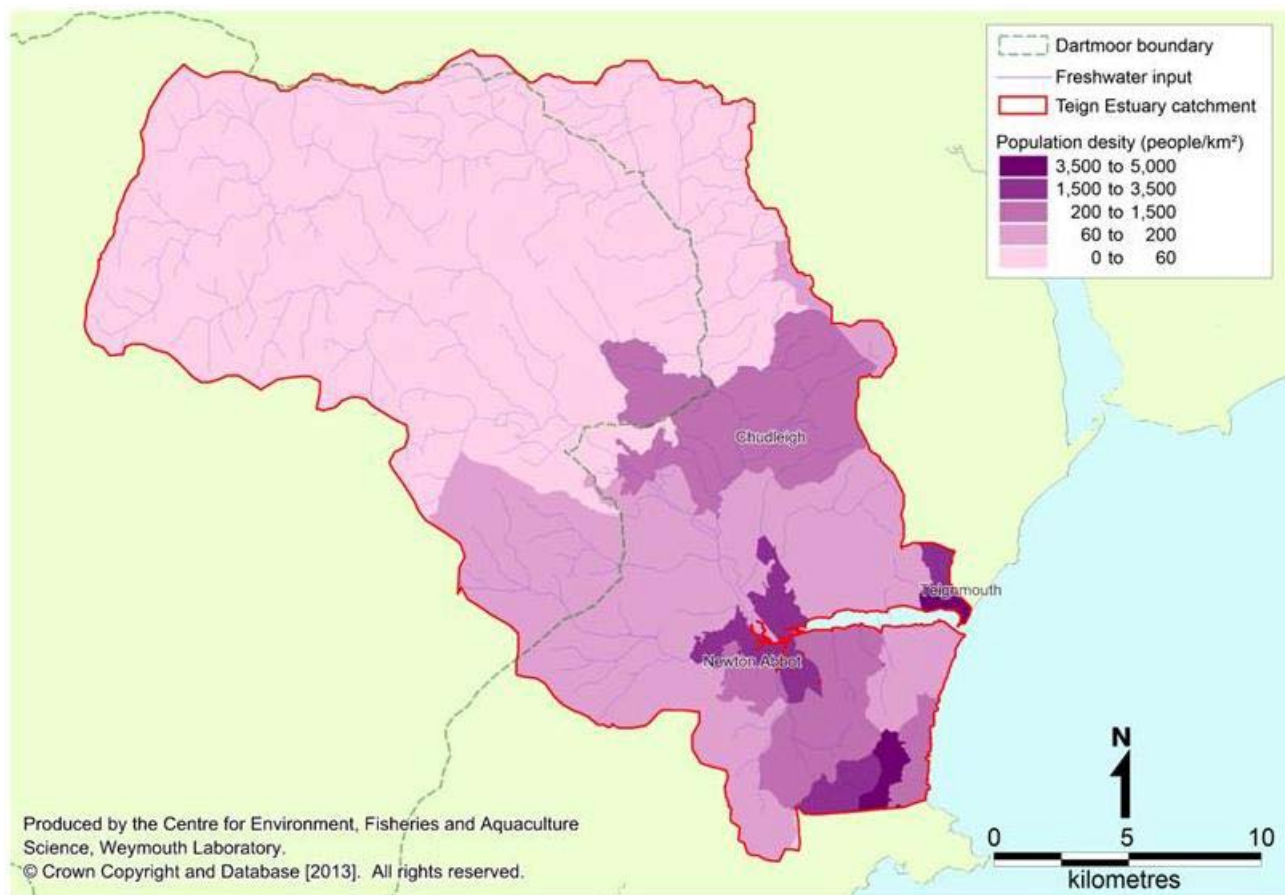 Dartmoor boundary
Freshwater input
Teign Estuary catchment
Population desity (people/km²)
3,500 to 5,000
1,500 to 3,500
200 to 1,500
60 to 200
0 to 60
Chudleigh
Teignmouth
Newton Abbot
N
0 5 10
kilometres
Produced by the Centre for Environment, Fisheries and Aquaculture
Science, Weymouth Laboratory.
© Crown Copyright and Database [2013]. All rights reserved.